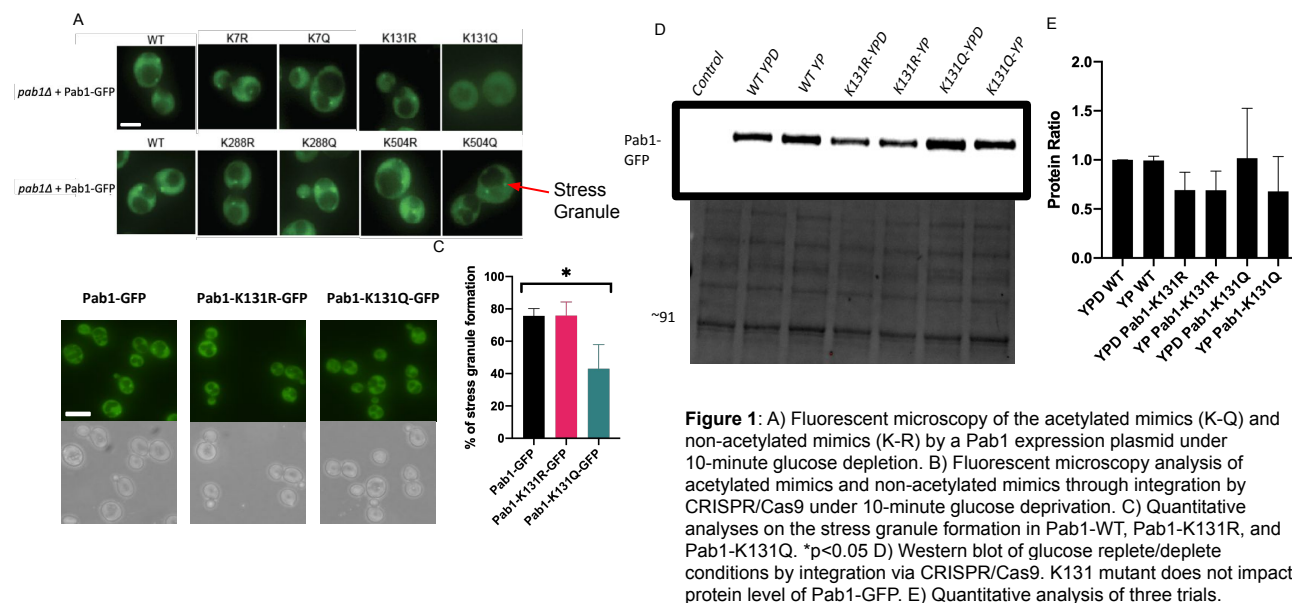 A
WT
K7R
K7Q
K131R
K131Q
pab1Δ + Pab1-GFP
WT
K288R
K288Q
K504R
K504Q
pab1Δ + Pab1-GFP
Stress
Granule
Pab1-GFP
Pab1-K131R-GFP
Pab1-K131Q-GFP
C
% of stress granule formation
100
80
60
40
20
0
*
Pab1-GFP
Pab1-K131R-GFP
Pab1-K131Q-GFP
D
Control
WT YPD
WT YP
K131R-YPD
K131R-YP
K131Q-YPD
K131Q-YP
Pab1-
GFP
~91
E
Protein Ratio
2.0
1.5
1.0
0.5
0.0
YPD WT
YP WT
YPD Pab1-K131R
YP Pab1-K131R
YPD Pab1-K131Q
YP Pab1-K131Q
Figure 1: A) Fluorescent microscopy of the acetylated mimics (K-Q) and
non-acetylated mimics (K-R) by a Pab1 expression plasmid under
10-minute glucose depletion. B) Fluorescent microscopy analysis of
acetylated mimics and non-acetylated mimics through integration by
CRISPR/Cas9 under 10-minute glucose deprivation. C) Quantitative
analyses on the stress granule formation in Pab1-WT, Pab1-K131R, and
Pab1-K131Q. *p<0.05 D) Western blot of glucose replete/deplete
conditions by integration via CRISPR/Cas9. K131 mutant does not impact
protein level of Pab1-GFP. E) Quantitative analysis of three trials.